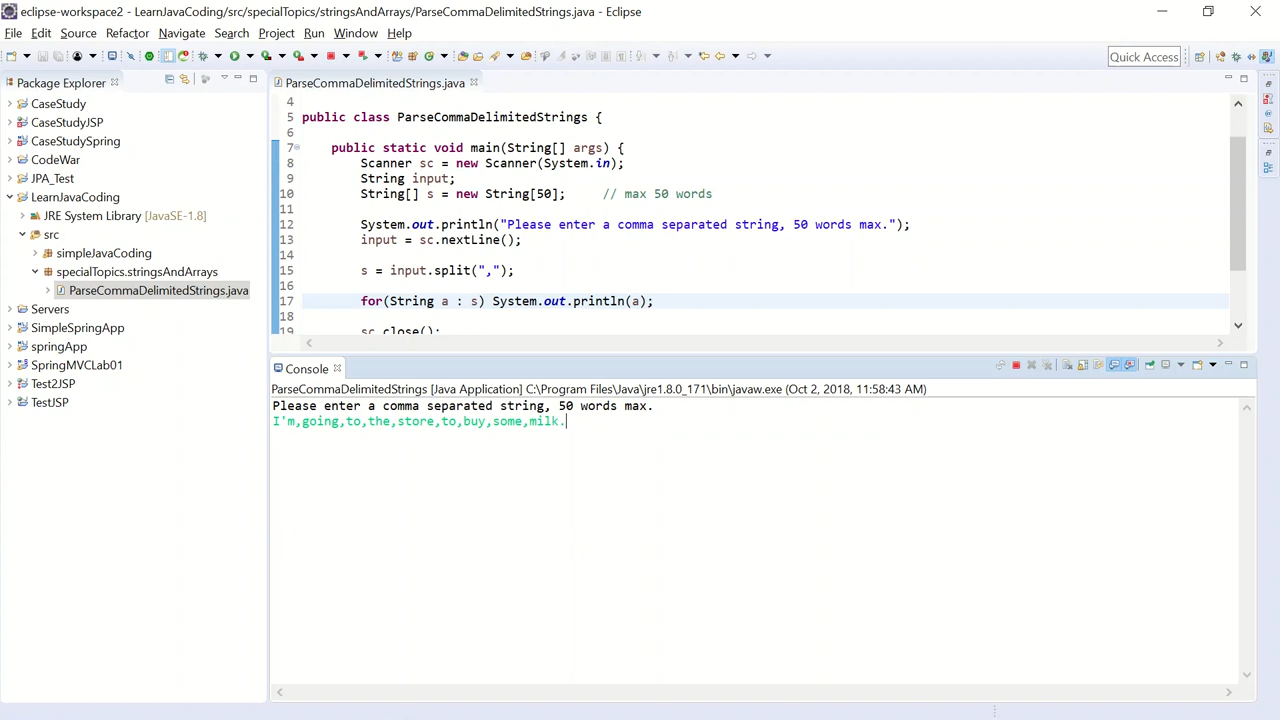 eclipse-workspace2 - LearnJavaCoding/src/specialTopics/stringsAndArrays/ParseCommaDelimitedStrings.java - Eclipse
File Edit Source Refactor Navigate Search Project Run Window Help
Quick Access
Package Explorer
CaseStudy
CaseStudyJSP
CaseStudySpring
CodeWar
JPA_Test
LearnJavaCoding
JRE System Library [JavaSE-1.8]
src
simpleJavaCoding
specialTopics.stringsAndArrays
ParseCommaDelimitedStrings.java
Servers
SimpleSpringApp
springApp
SpringMVCLab01
Test2JSP
TestJSP
ParseCommaDelimitedStrings.java
4
5 public class ParseCommaDelimitedStrings {
6
7 public static void main(String[] args) {
8 Scanner sc = new Scanner(System.in);
9 String input;
10 String[] s = new String[50]; // max 50 words
11
12 System.out.println("Please enter a comma separated string, 50 words max.");
13 input = sc.nextLine();
14
15 s = input.split(",");
16
17 for(String a : s) System.out.println(a);
18
19 sc.close();
Console
ParseCommaDelimitedStrings [Java Application] C:\Program Files\Java\jre1.8.0_171\bin\javaw.exe (Oct 2, 2018, 11:58:43 AM)
Please enter a comma separated string, 50 words max.
I'm,going,to,the,store,to,buy,some,milk.